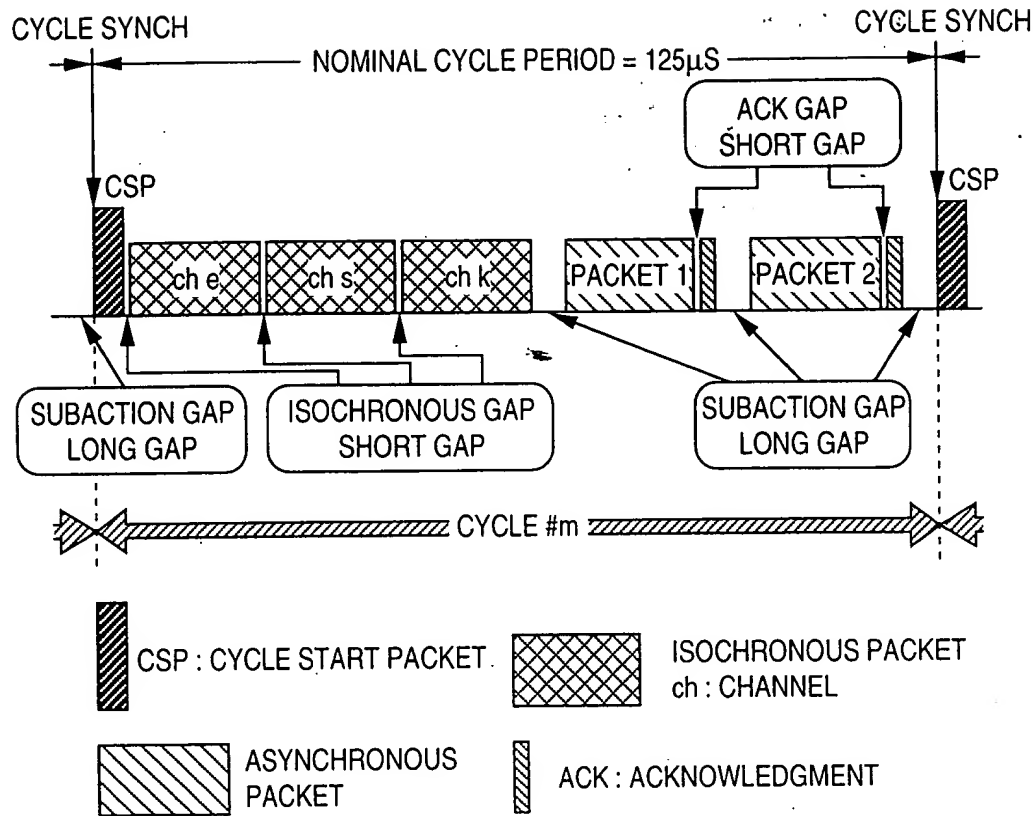 CYCLE SYNCH
CYCLE SYNCH
NOMINAL CYCLE PERIOD = 125μS
ACK GAP
SHORT GAP
CSP
CSP
ch e
ch s
ch k
PACKET 1
PACKET 2
SUBACTION GAP
LONG GAP
ISOCHRONOUS GAP
SHORT GAP
SUBACTION GAP
LONG GAP
CYCLE #m
CSP : CYCLE START PACKET
ISOCHRONOUS PACKET
ch : CHANNEL
ASYNCHRONOUS
PACKET
ACK : ACKNOWLEDGMENT